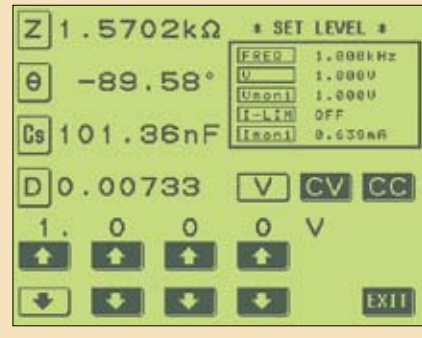 Z 1.5702kΩ
* SET LEVEL *
FREQ 1.000kHz
V 1.000V
θ -89.58°
Vmoni 1.000V
I-LIM OFF
Cs 101.36nF
Imoni 0.639mA
D 0.00733
V CV CC
1. 0 0 0 V
EXIT